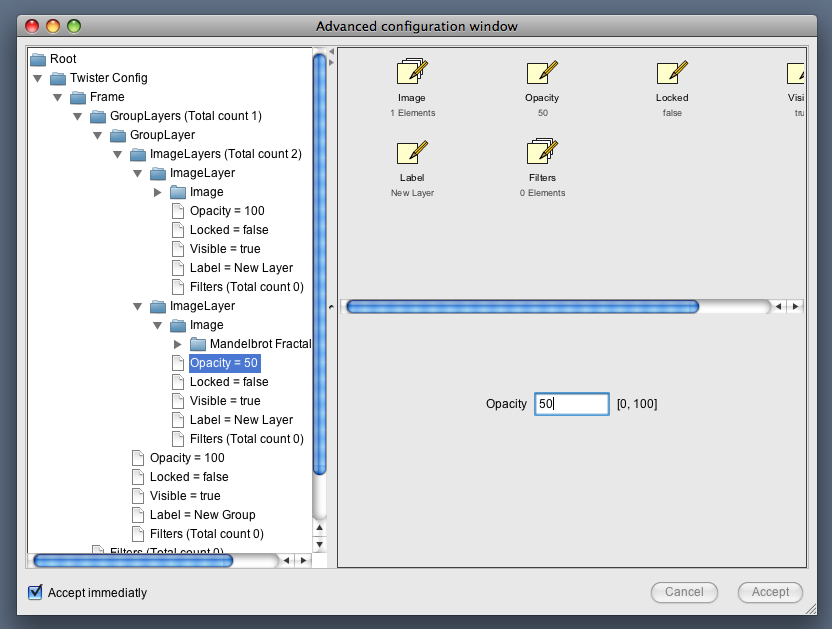 Advanced configuration window
Root
Twister Config
Frame
GroupLayers (Total count 1)
GroupLayer
ImageLayers (Total count 2)
ImageLayer
Image
Opacity = 100
Locked = false
Visible = true
Label = New Layer
Filters (Total count 0)
ImageLayer
Image
Mandelbrot Fractal
Opacity = 50
Locked = false
Visible = true
Label = New Layer
Filters (Total count 0)
Opacity = 100
Locked = false
Visible = true
Label = New Group
Filters (Total count 0)
Filters (Total count 0)
Image Opacity Locked Visi
1 Elements 50 false tru
Label Filters
New Layer 0 Elements
Opacity 50 [0, 100]
Accept immediatly
Cancel Accept